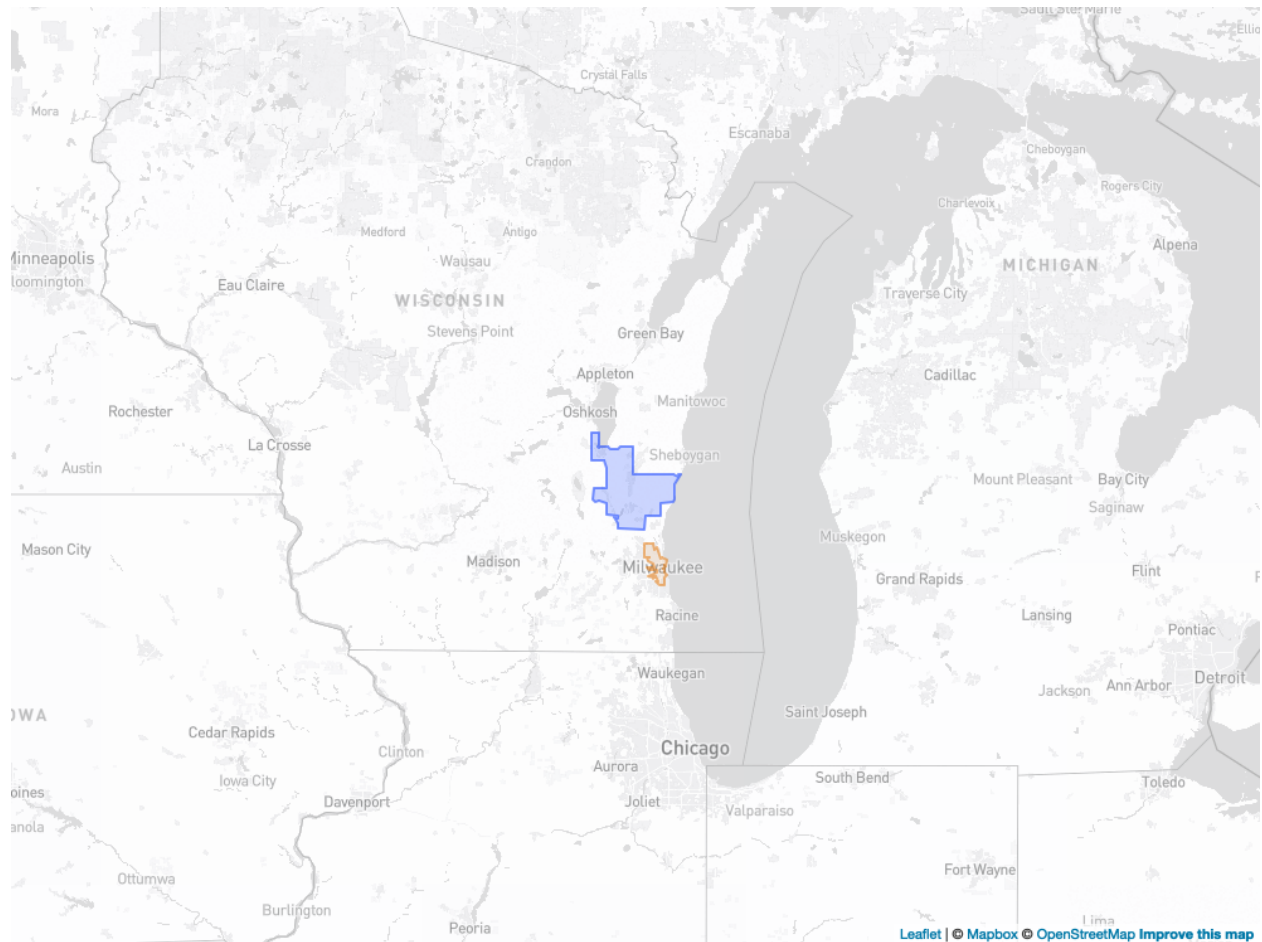 Sault Ste. Marie
Crystal Falls
Mora
Escanaba
Cheboygan
Crandon
Rogers City
Charlevoix
Medford
Antigo
Alpena
Minneapolis
Wausau
MICHIGAN
Bloomington
Eau Claire
Traverse City
WISCONSIN
Stevens Point
Green Bay
Appleton
Cadillac
Manitowoc
Rochester
Oshkosh
La Crosse
Sheboygan
Austin
Mount Pleasant
Bay City
Saginaw
Muskegon
Mason City
Madison
Milwaukee
Flint
Grand Rapids
Racine
Lansing
Pontiac
Waukegan
Detroit
Ann Arbor
Jackson
OWA
Saint Joseph
Cedar Rapids
Chicago
Clinton
Aurora
South Bend
Iowa City
Toledo
oines
Davenport
Joliet
Valparaiso
anola
Fort Wayne
Ottumwa
Burlington
Lima
Peoria
Leaflet | © Mapbox © OpenStreetMap Improve this map